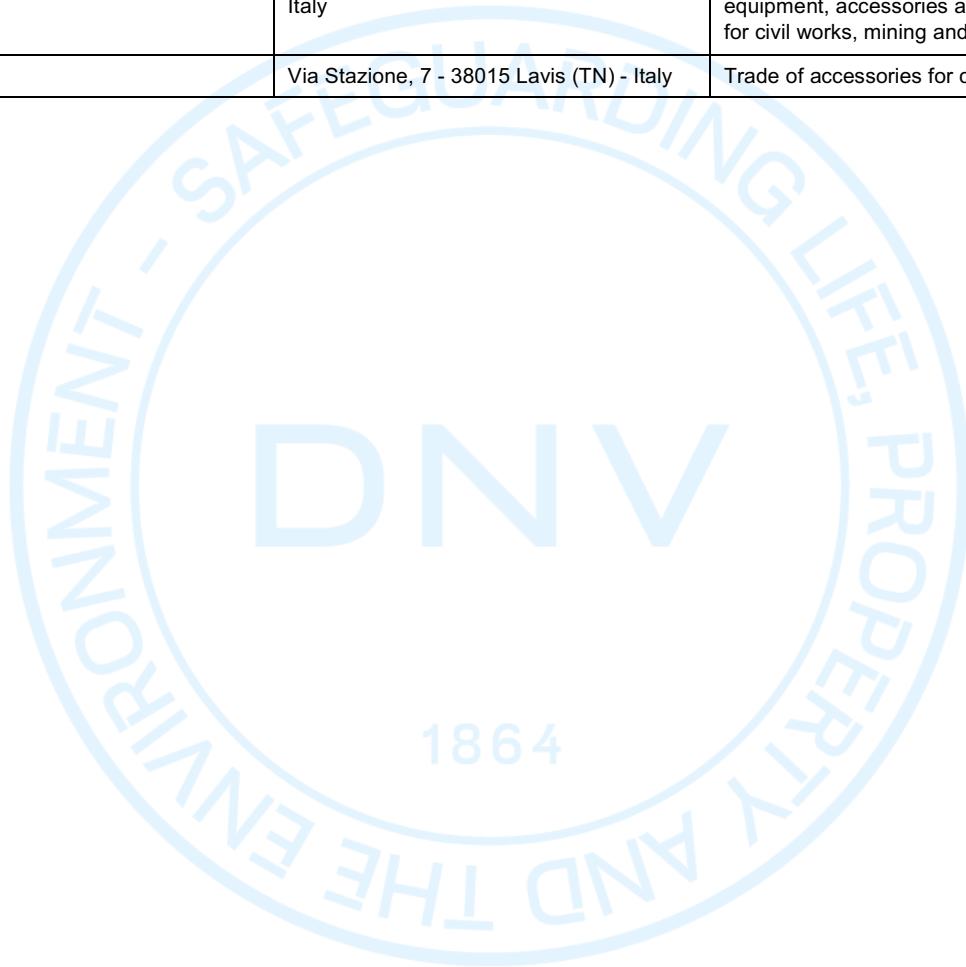 Italy
equipment, accessories a
for civil works, mining and
Via Stazione, 7 - 38015 Lavis (TN) - Italy
Trade of accessories for
SAFEGUARDING LIFE, PROPERTY AND THE ENVIRONMENT -
DNV
1864